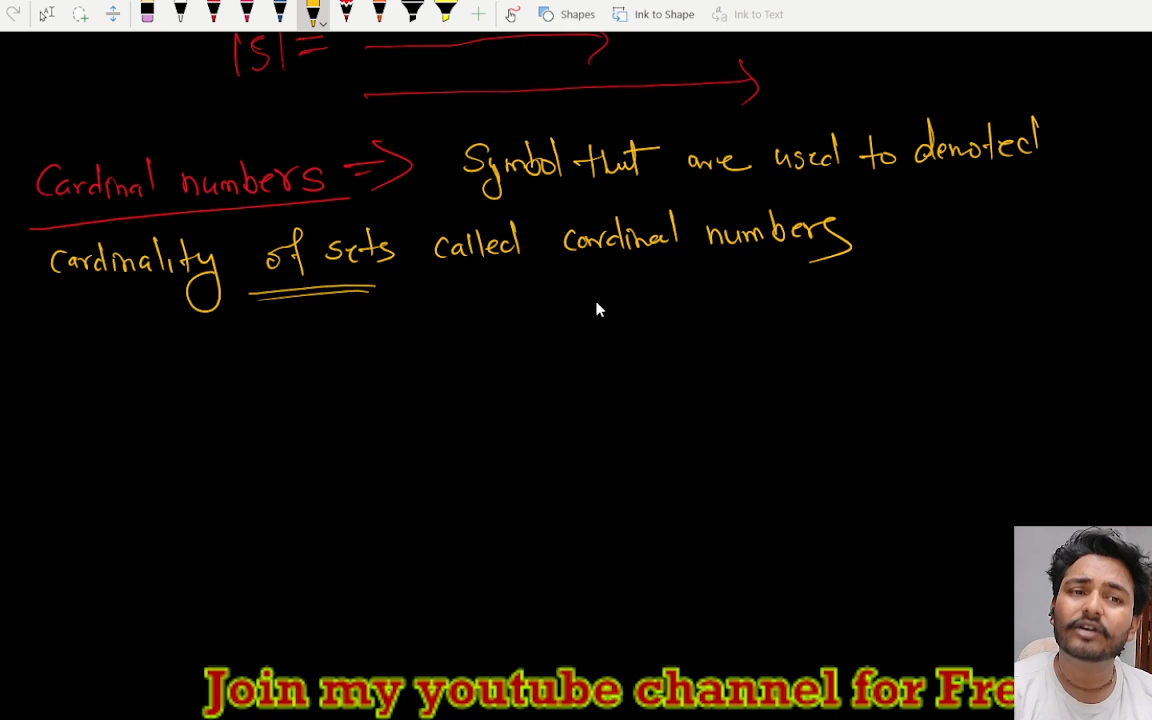 Shapes Ink to Shape Ink to Text
|S| =
Cardinal numbers => Symbol that are used to denoted
cardinality of sets called cardinal numbers
Join my youtube channel for Fre